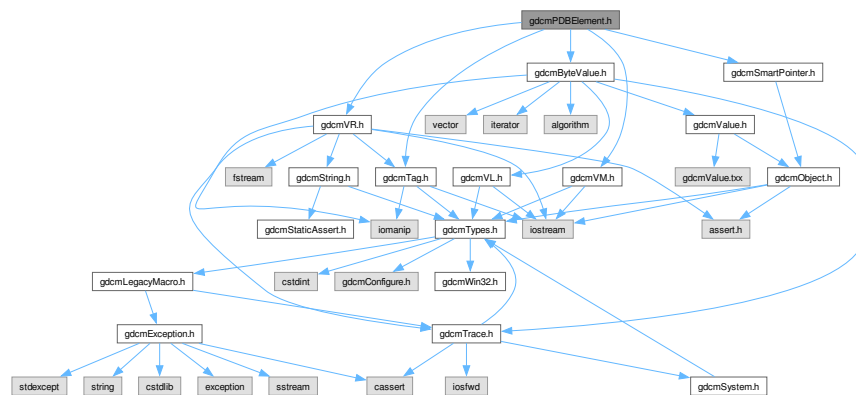 gdcmPDBElement.h
gdcmByteValue.h
gdcmSmartPointer.h
gdcmVR.h
vector
iterator
algorithm
gdcmValue.h
fstream
gdcmString.h
gdcmTag.h
gdcmVL.h
gdcmVM.h
gdcmValue.txx
gdcmObject.h
gdcmStaticAssert.h
iomanip
gdcmTypes.h
iostream
assert.h
gdcmLegacyMacro.h
cstdint
gdcmConfigure.h
gdcmWin32.h
gdcmException.h
gdcmTrace.h
stdexcept
string
cstdlib
exception
sstream
cassert
iosfwd
gdcmSystem.h